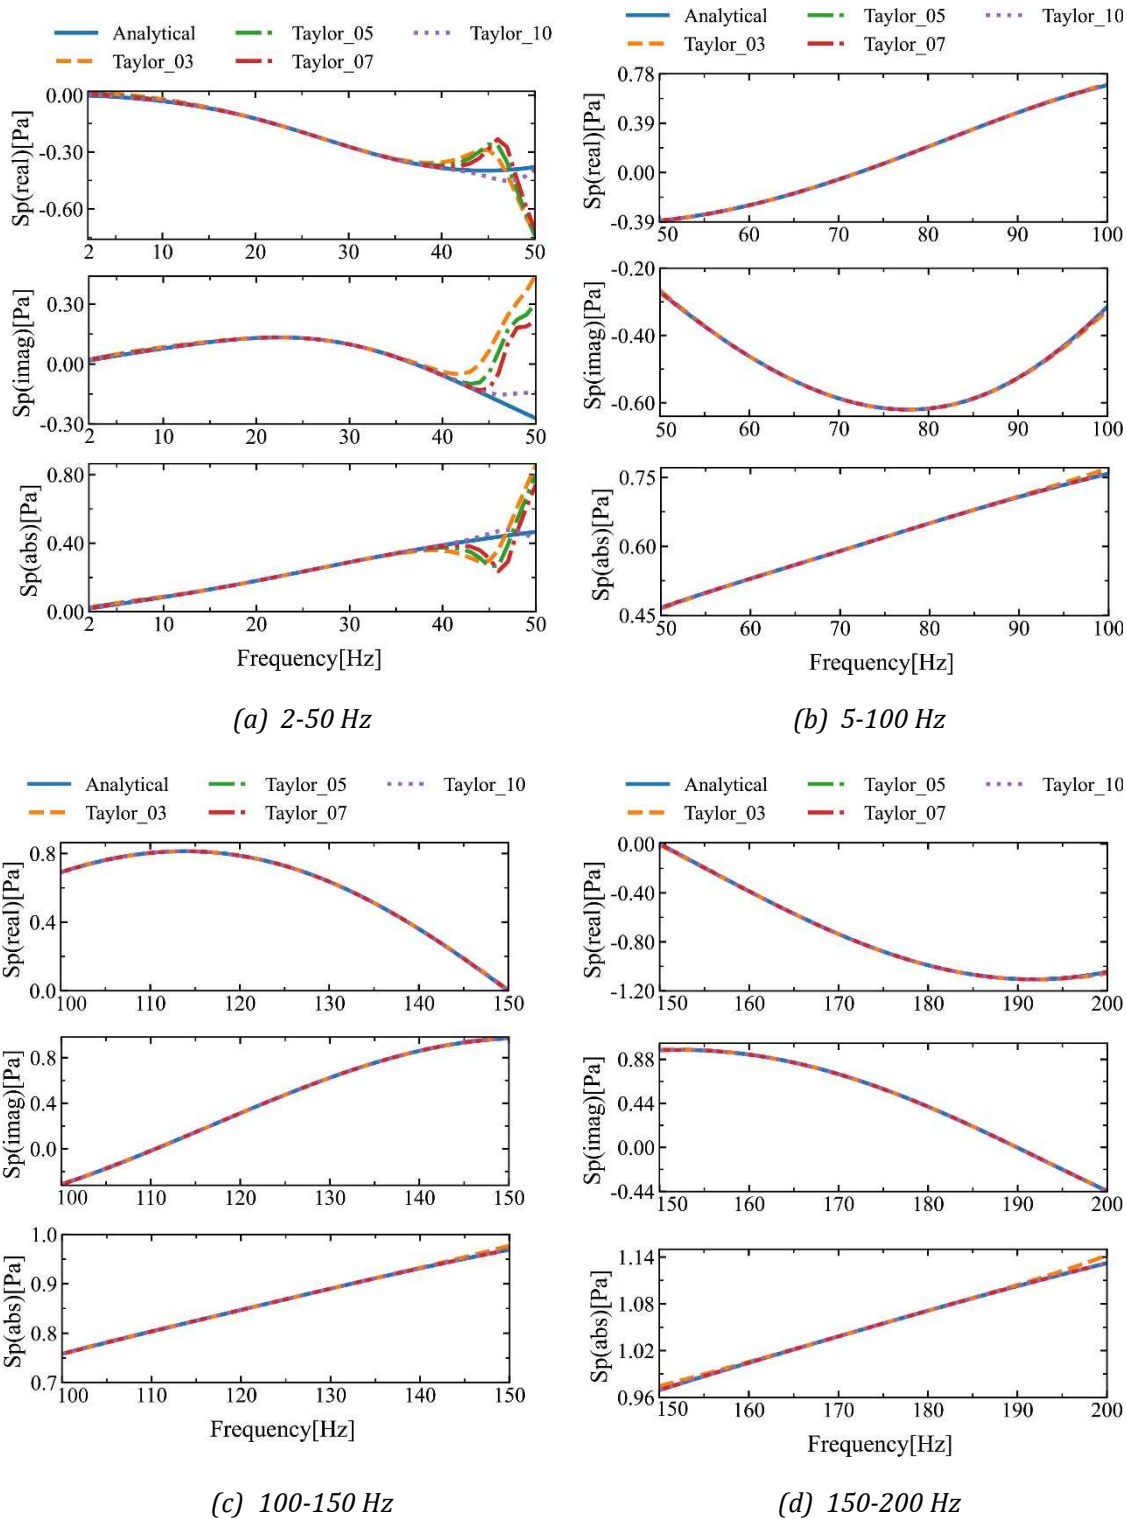 Analytical Taylor_05 Taylor_10
Taylor_03 Taylor_07
Sp(real)[Pa]
0.00
-0.30
-0.60
2 10 20 30 40 50
Sp(imag)[Pa]
0.30
0.00
-0.30
2 10 20 30 40 50
Sp(abs)[Pa]
0.80
0.40
0.00
2 10 20 30 40 50
Frequency[Hz]
(a) 2-50 Hz
Analytical Taylor_05 Taylor_10
Taylor_03 Taylor_07
Sp(real)[Pa]
0.78
0.39
0.00
-0.39
50 60 70 80 90 100
Sp(imag)[Pa]
-0.20
-0.40
-0.60
50 60 70 80 90 100
Sp(abs)[Pa]
0.75
0.60
0.45
50 60 70 80 90 100
Frequency[Hz]
(b) 5-100 Hz
Analytical Taylor_05 Taylor_10
Taylor_03 Taylor_07
Sp(real)[Pa]
0.8
0.4
0.0
100 110 120 130 140 150
Sp(imag)[Pa]
0.8
0.4
0.0
100 110 120 130 140 150
Sp(abs)[Pa]
1.0
0.9
0.8
0.7
100 110 120 130 140 150
Frequency[Hz]
(c) 100-150 Hz
Analytical Taylor_05 Taylor_10
Taylor_03 Taylor_07
Sp(real)[Pa]
0.00
-0.40
-0.80
-1.20
150 160 170 180 190 200
Sp(imag)[Pa]
0.88
0.44
0.00
-0.44
150 160 170 180 190 200
Sp(abs)[Pa]
1.14
1.08
1.02
0.96
150 160 170 180 190 200
Frequency[Hz]
(d) 150-200 Hz